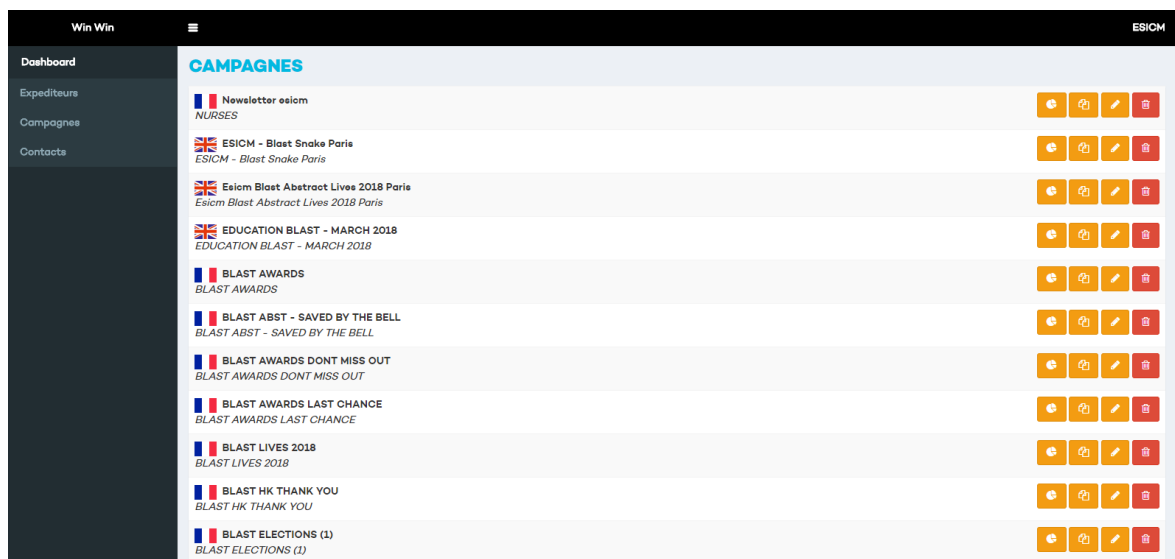 Win Win
ESICM
Dashboard
Expediteurs
Campagnes
Contacts
CAMPAGNES
Newsletter esicm
NURSES
ESICM - Blast Snake Paris
ESICM - Blast Snake Paris
Esicm Blast Abstract Lives 2018 Paris
Esicm Blast Abstract Lives 2018 Paris
EDUCATION BLAST - MARCH 2018
EDUCATION BLAST - MARCH 2018
BLAST AWARDS
BLAST AWARDS
BLAST ABST - SAVED BY THE BELL
BLAST ABST - SAVED BY THE BELL
BLAST AWARDS DONT MISS OUT
BLAST AWARDS DONT MISS OUT
BLAST AWARDS LAST CHANCE
BLAST AWARDS LAST CHANCE
BLAST LIVES 2018
BLAST LIVES 2018
BLAST HK THANK YOU
BLAST HK THANK YOU
BLAST ELECTIONS (1)
BLAST ELECTIONS (1)